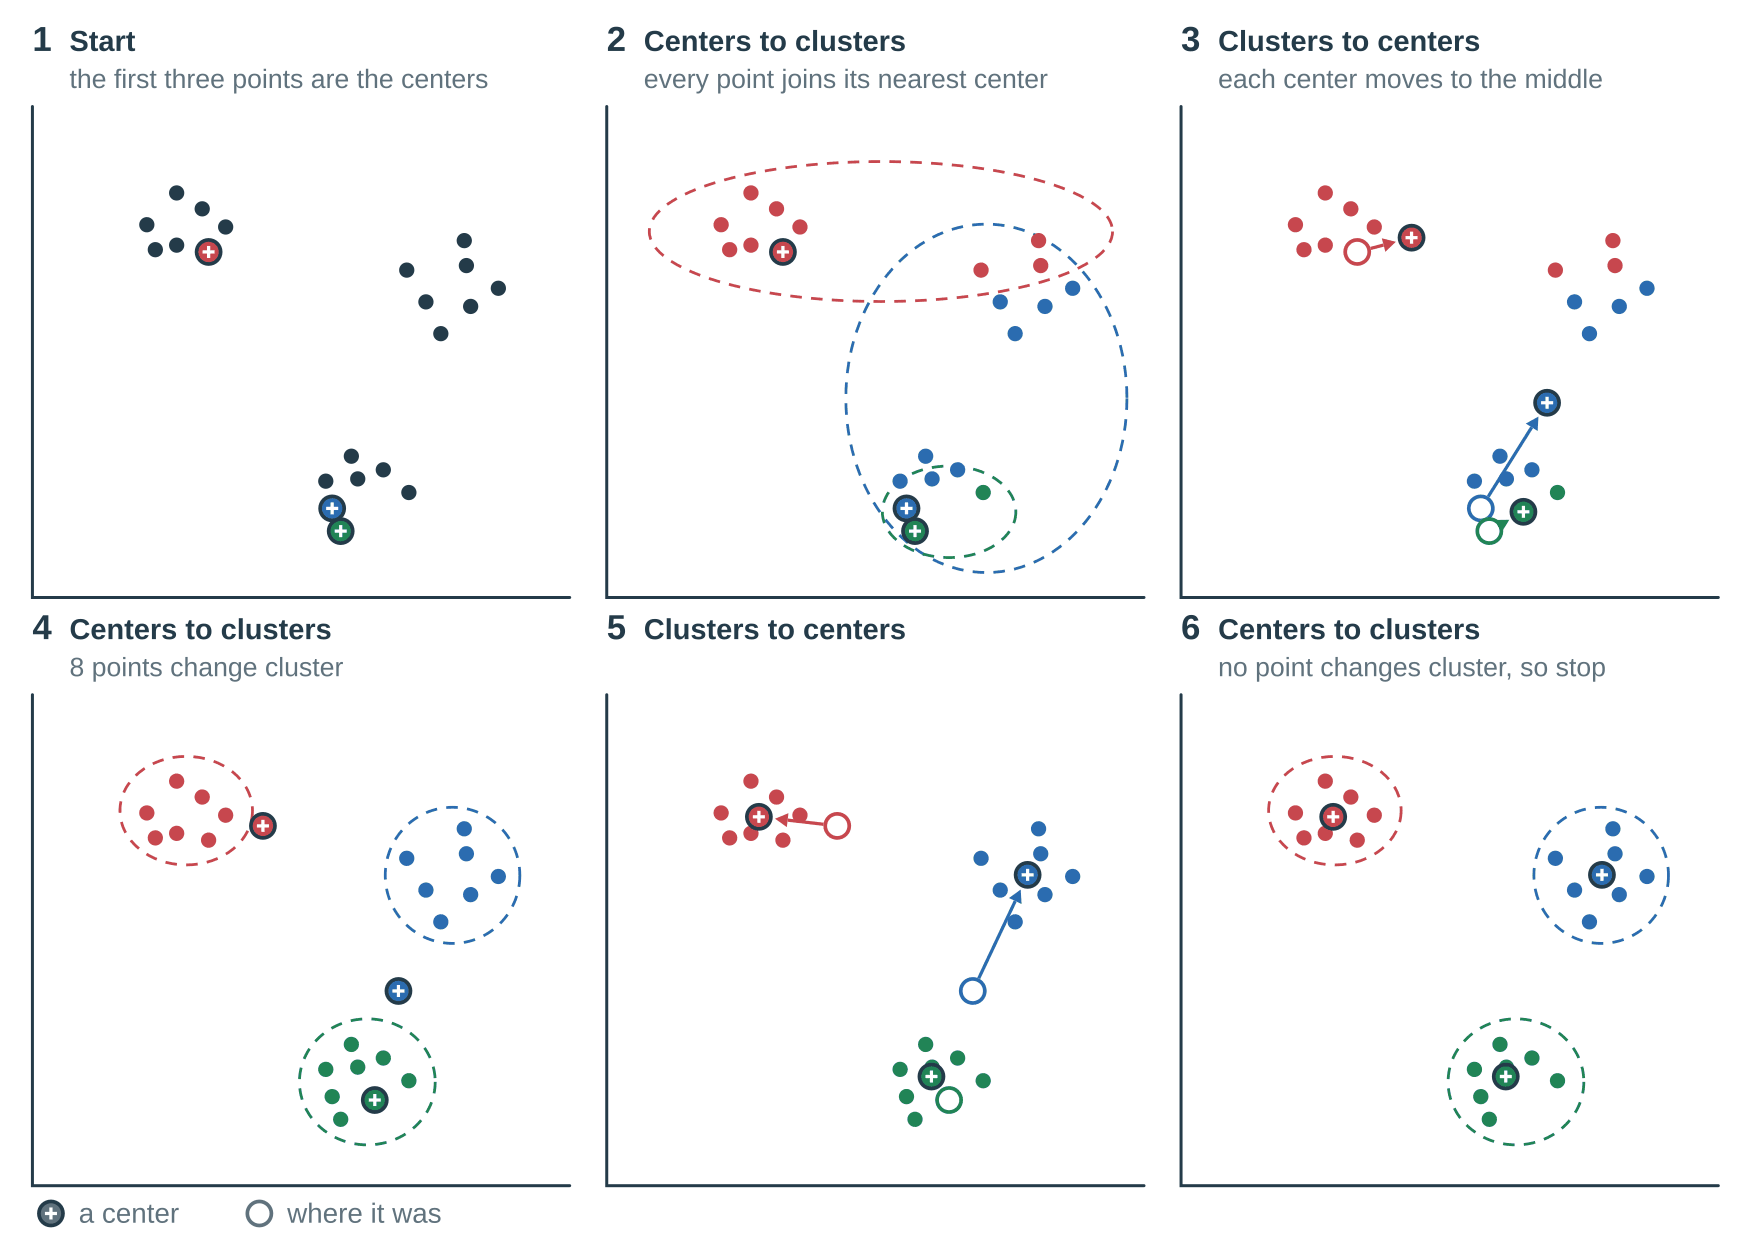 1 Start
the first three points are the centers
2 Centers to clusters
every point joins its nearest center
3 Clusters to centers
each center moves to the middle
4 Centers to clusters
8 points change cluster
5 Clusters to centers
6 Centers to clusters
no point changes cluster, so stop
a center
where it was